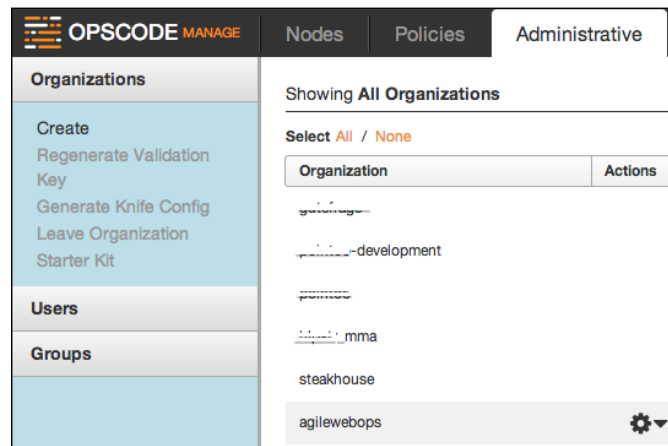 OPSCODE MANAGE
Nodes
Policies
Administrative
Organizations
Create
Regenerate Validation
Key
Generate Knife Config
Leave Organization
Starter Kit
Users
Groups
Showing All Organizations
Select All / None
Organization
Actions
-development
_mma
steakhouse
agilewebops